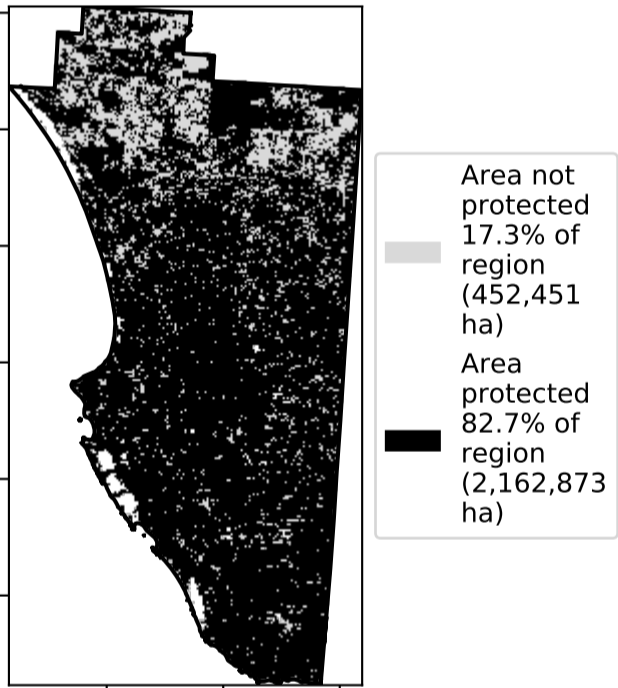 Area not
protected
17.3% of
region
(452,451
ha)
Area
protected
82.7% of
region
(2,162,873
ha)